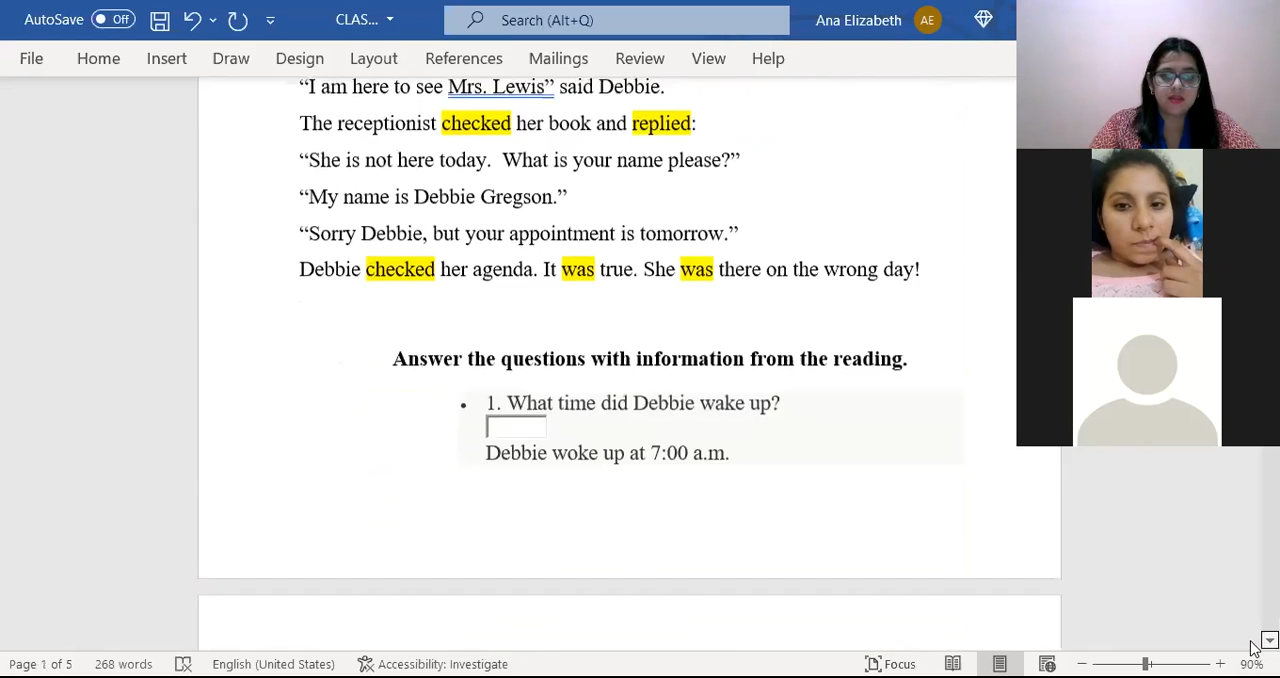 AutoSave Off CLAS... Search (Alt+Q) Ana Elizabeth AE
File Home Insert Draw Design Layout References Mailings Review View Help
“I am here to see Mrs. Lewis” said Debbie.
The receptionist checked her book and replied:
“She is not here today. What is your name please?”
“My name is Debbie Gregson.”
“Sorry Debbie, but your appointment is tomorrow.”
Debbie checked her agenda. It was true. She was there on the wrong day!
Answer the questions with information from the reading.
• 1. What time did Debbie wake up?
Debbie woke up at 7:00 a.m.
Page 1 of 5 268 words English (United States) Accessibility: Investigate Focus 90%